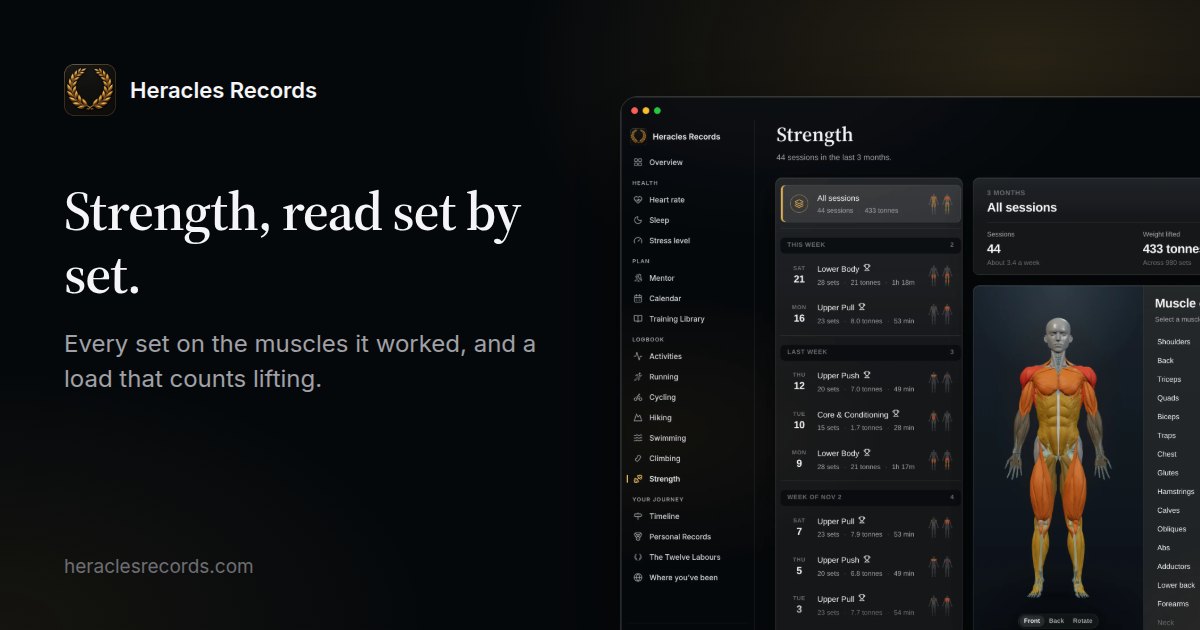 Heracles Records
Strength, read set by
set.
Every set on the muscles it worked, and a
load that counts lifting.
heraclesrecords.com
Heracles Records
Overview
HEALTH
Heart rate
Sleep
Stress level
PLAN
Mentor
Calendar
Training Library
LOGBOOK
Activities
Running
Cycling
Hiking
Swimming
Climbing
Strength
YOUR JOURNEY
Timeline
Personal Records
The Twelve Labours
Where you've been
Strength
44 sessions in the last 3 months.
All sessions
44 sessions · 433 tonnes
THIS WEEK 2
SAT 21 Lower Body
28 sets · 21 tonnes · 1h 18m
MON 16 Upper Pull
23 sets · 8.0 tonnes · 53 min
LAST WEEK 3
THU 12 Upper Push
20 sets · 7.0 tonnes · 49 min
TUE 10 Core & Conditioning
15 sets · 1.7 tonnes · 28 min
MON 9 Lower Body
28 sets · 21 tonnes · 1h 17m
WEEK OF NOV 2 4
SAT 7 Upper Pull
23 sets · 7.9 tonnes · 53 min
THU 5 Upper Push
20 sets · 6.8 tonnes · 49 min
TUE 3 Upper Pull
23 sets · 7.7 tonnes · 54 min
3 MONTHS
All sessions
Sessions
44
About 3.4 a week
Weight lifted
433 tonne
Across 980 sets
Muscle
Select a muscl
Shoulders
Back
Triceps
Quads
Biceps
Traps
Chest
Glutes
Hamstrings
Calves
Obliques
Abs
Adductors
Lower back
Forearms
Neck
Front Back Rotate